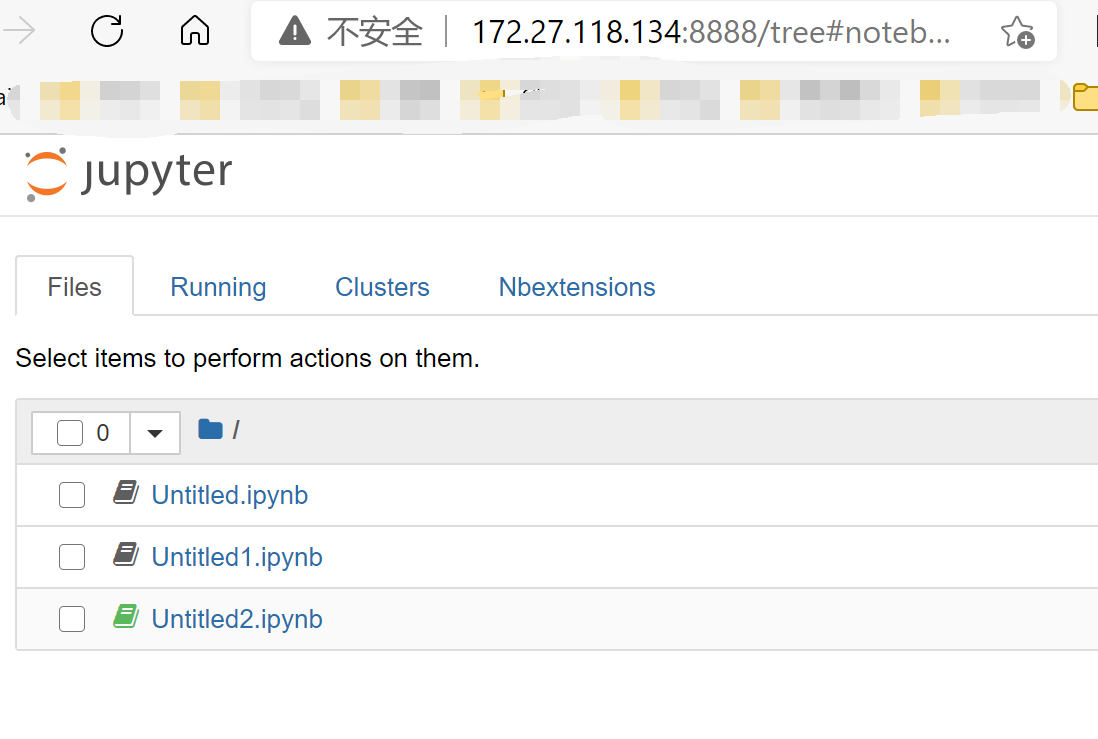 不安全 172.27.118.134:8888/tree#noteb...
jupyter
Files Running Clusters Nbextensions
Select items to perform actions on them.
0 /
Untitled.ipynb
Untitled1.ipynb
Untitled2.ipynb